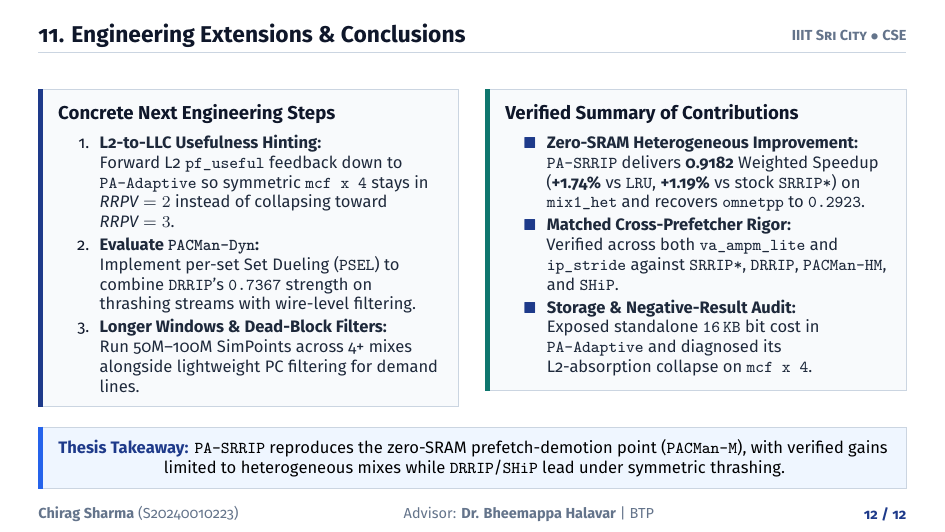 11. Engineering Extensions & Conclusions
IIIT Sri City • CSE
Concrete Next Engineering Steps
1. L2-to-LLC Usefulness Hinting:
Forward L2 pf_useful feedback down to
PA-Adaptive so symmetric mcf x 4 stays in
RRPV = 2 instead of collapsing toward
RRPV = 3.
2. Evaluate PACMan-Dyn:
Implement per-set Set Dueling (PSEL) to
combine DRRIP's 0.7367 strength on
thrashing streams with wire-level filtering.
3. Longer Windows & Dead-Block Filters:
Run 50M–100M SimPoints across 4+ mixes
alongside lightweight PC filtering for demand
lines.
Verified Summary of Contributions
■ Zero-SRAM Heterogeneous Improvement:
PA-SRRIP delivers 0.9182 Weighted Speedup
(+1.74% vs LRU, +1.19% vs stock SRRIP*) on
mix1_het and recovers omnetpp to 0.2923.
■ Matched Cross-Prefetcher Rigor:
Verified across both va_ampm_lite and
ip_stride against SRRIP*, DRRIP, PACMan-HM,
and SHiP.
■ Storage & Negative-Result Audit:
Exposed standalone 16 KB bit cost in
PA-Adaptive and diagnosed its
L2-absorption collapse on mcf x 4.
Thesis Takeaway: PA-SRRIP reproduces the zero-SRAM prefetch-demotion point (PACMan-M), with verified gains
limited to heterogeneous mixes while DRRIP/SHiP lead under symmetric thrashing.
Chirag Sharma (S20240010223)
Advisor: Dr. Bheemappa Halavar | BTP
12 / 12